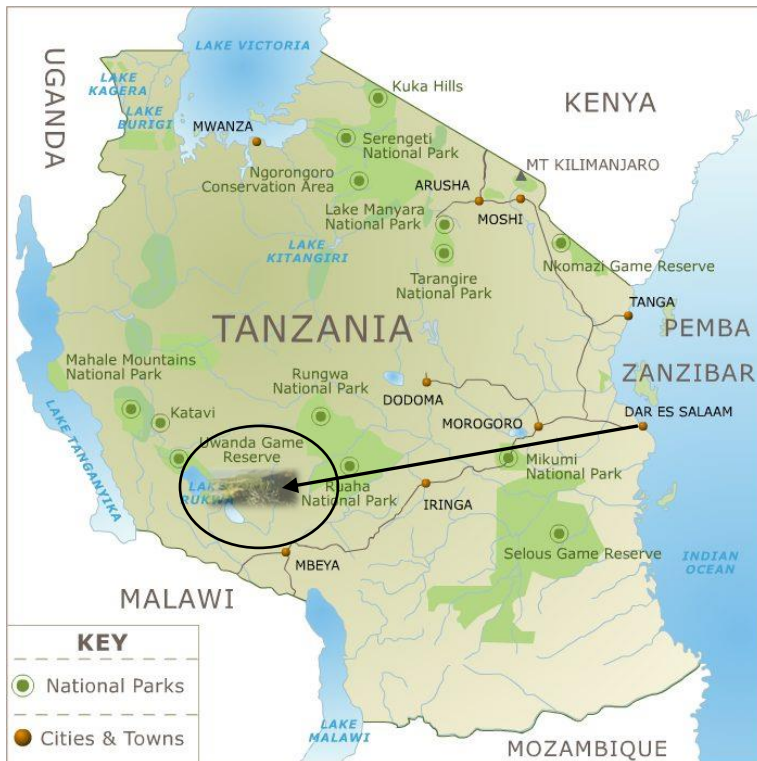 LAKE VICTORIA
UGANDA
LAKE
KAGERA
LAKE
BURIGI
Kuka Hills
KENYA
MWANZA
Serengeti
National Park
Ngorongoro
Conservation Area
MT KILIMANJARO
ARUSHA
MOSHI
Lake Manyara
National Park
LAKE
KITANGIRI
Nkomazi Game Reserve
Tarangire
National Park
TANZANIA
TANGA
PEMBA
Mahale Mountains
National Park
Rungwa
National Park
ZANZIBAR
DODOMA
DAR ES SALAAM
Katavi
MOROGORO
LAKE TANGANYIKA
Uwanda Game
Reserve
Mikumi
National Park
LAKE
RUKWA
Ruaha
National Park
IRINGA
Selous Game Reserve
INDIAN
OCEAN
MBEYA
MALAWI
KEY
National Parks
Cities & Towns
LAKE
MALAWI
MOZAMBIQUE